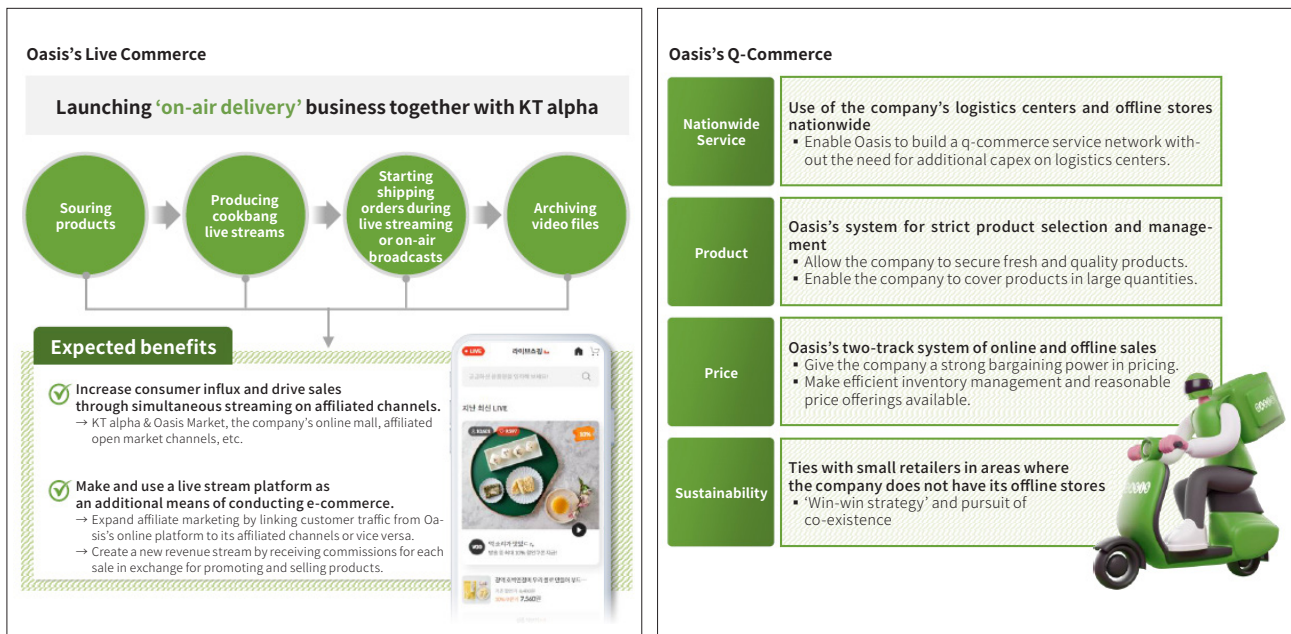 Oasis's Live Commerce
Launching 'on-air delivery' business together with KT alpha
Souring
products
Producing
cookbang
live streams
Starting
shipping
orders during
live streaming
or on-air
broadcasts
Archiving
video files
Expected benefits
Increase consumer influx and drive sales
through simultaneous streaming on affiliated channels.
→ KT alpha & Oasis Market, the company's online mall, affiliated
open market channels, etc.
Make and use a live stream platform as
an additional means of conducting e-commerce.
→ Expand affiliate marketing by linking customer traffic from Oa-
sis's online platform to its affiliated channels or vice versa.
→ Create a new revenue stream by receiving commissions for each
sale in exchange for promoting and selling products.
LIVE
라이브쇼핑
지난 최신 LIVE
10%
7,560원
Oasis's Q-Commerce
Nationwide
Service
Use of the company's logistics centers and offline stores
nationwide
▪ Enable Oasis to build a q-commerce service network with-
out the need for additional capex on logistics centers.
Product
Oasis's system for strict product selection and manage-
ment
▪ Allow the company to secure fresh and quality products.
▪ Enable the company to cover products in large quantities.
Price
Oasis's two-track system of online and offline sales
▪ Give the company a strong bargaining power in pricing.
▪ Make efficient inventory management and reasonable
price offerings available.
Sustainability
Ties with small retailers in areas where
the company does not have its offline stores
▪ 'Win-win strategy' and pursuit of
co-existence